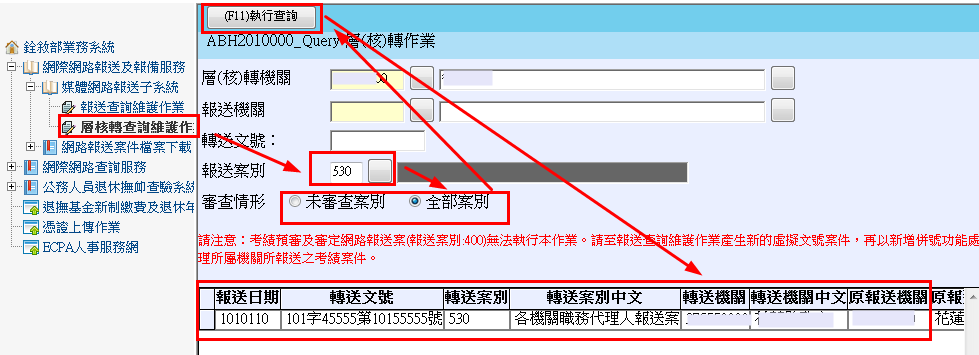 (F11)執行查詢
ABH2010000_Query 層(核)轉作業
銓敘部業務系統
網際網路報送及報備服務
媒體網路報送子系統
報送查詢維護作業
層核轉查詢維護作
網路報送案件檔案下載
網際網路查詢服務
公務人員退休撫卹查驗系統
退撫基金新制繳費及退休年
憑證上傳作業
ECPA人事服務網
層(核)轉機關
報送機關
轉送文號：
報送案別 530
審查情形 未審查案別 全部案別
請注意：考績預審及審定網路報送案(報送案別:400)無法執行本作業。請至報送查詢維護作業產生新的虛擬文號案件，再以新增併號功能處
理所屬機關所報送之考績案件。
報送日期 轉送文號 轉送案別 轉送案別中文 轉送機關 轉送機關中文 原報送機關 原報
1010110 101字45555第10155555號 530 各機關職務代理人報送案 花蓮